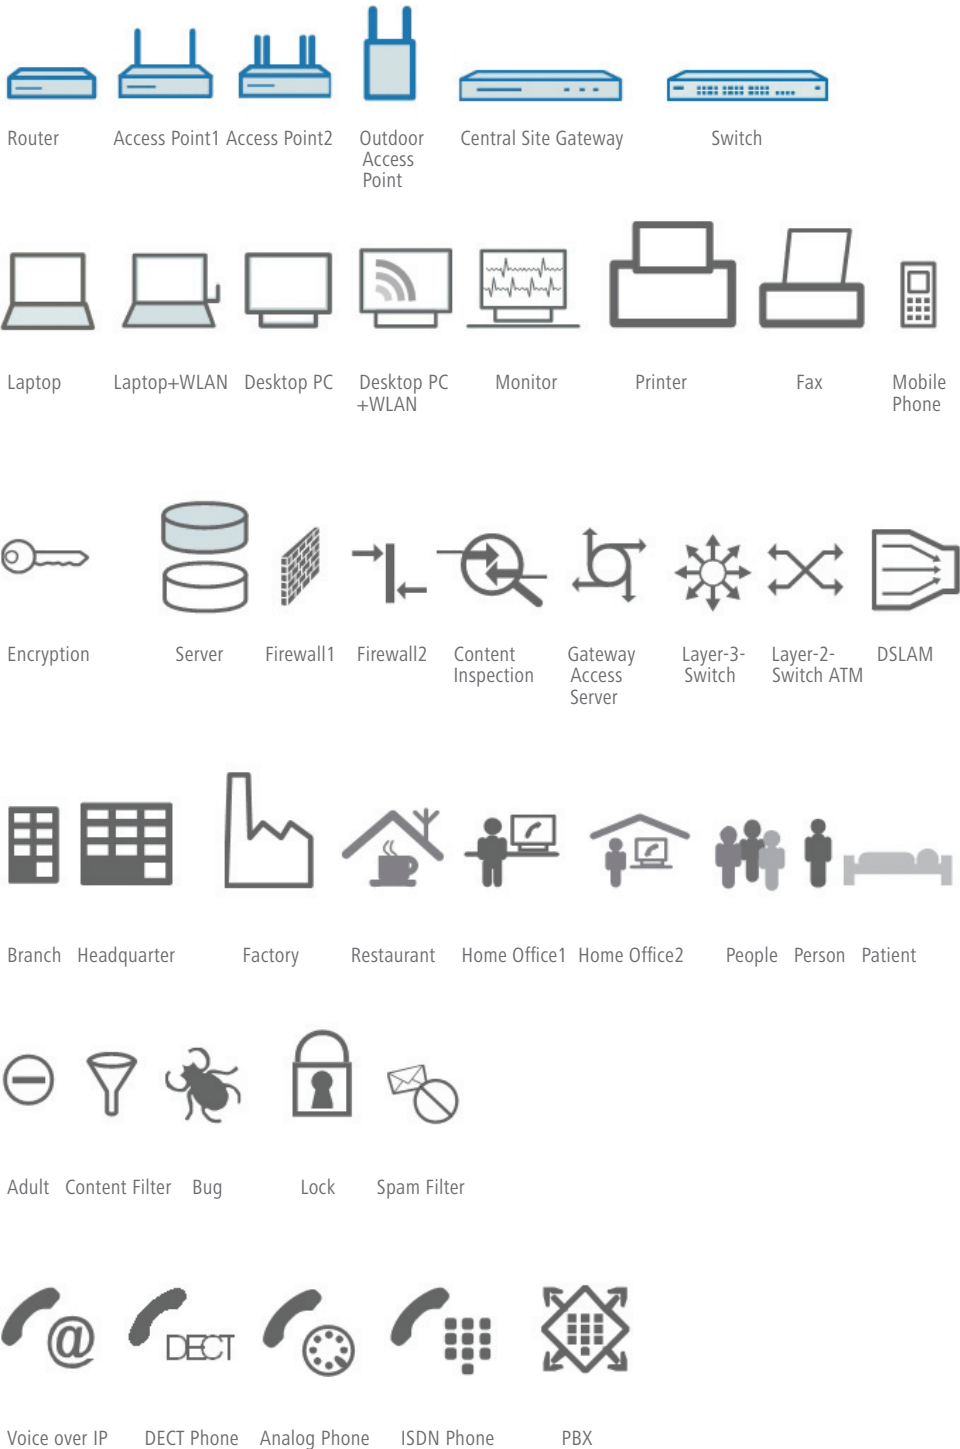 Router
Access Point1
Access Point2
Outdoor
Access
Point
Central Site Gateway
Switch
Laptop
Laptop+WLAN
Desktop PC
Desktop PC
+WLAN
Monitor
Printer
Fax
Mobile
Phone
Encryption
Server
Firewall1
Firewall2
Content
Inspection
Gateway
Access
Server
Layer-3-
Switch
Layer-2-
Switch ATM
DSLAM
Branch
Headquarter
Factory
Restaurant
Home Office1
Home Office2
People
Person
Patient
Adult
Content Filter
Bug
Lock
Spam Filter
@
DECT
Voice over IP
DECT Phone
Analog Phone
ISDN Phone
PBX